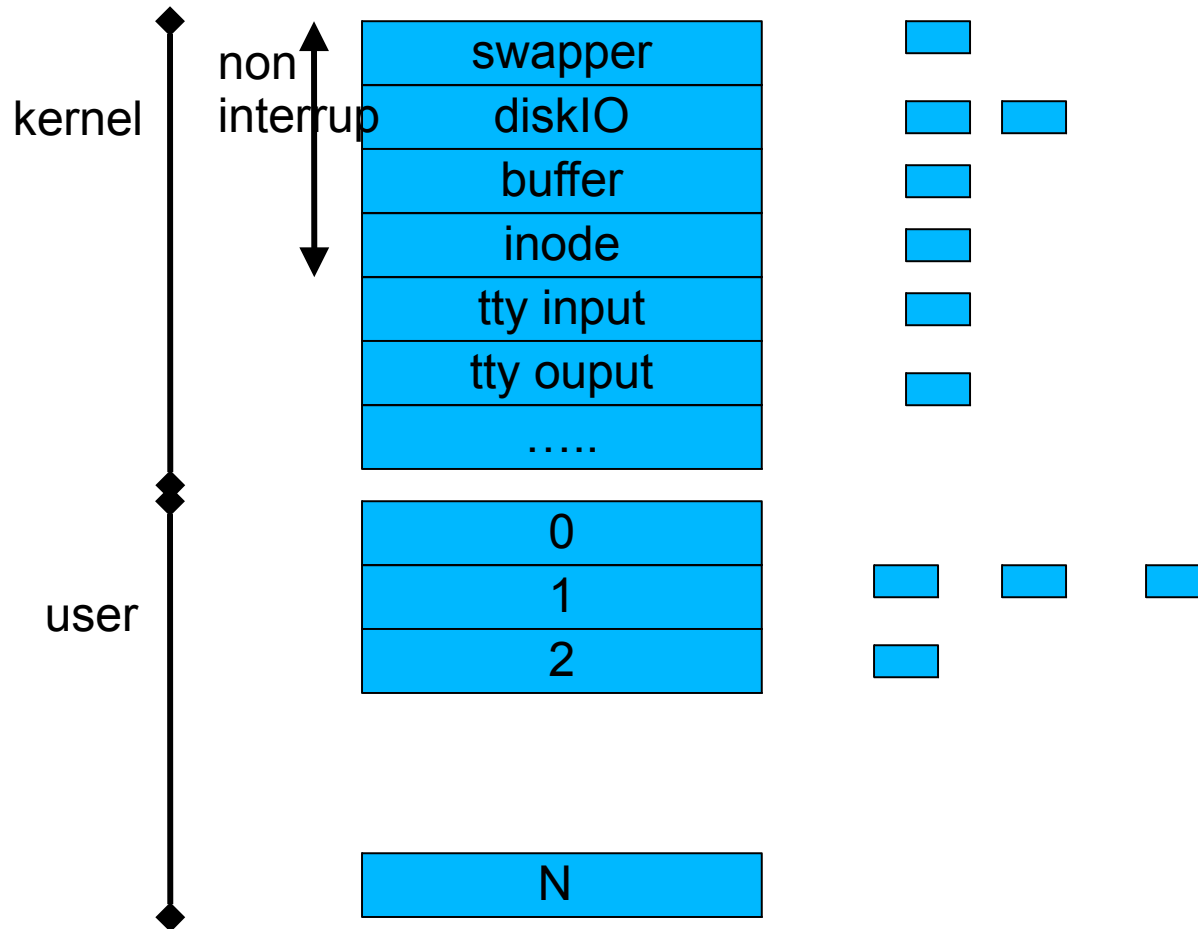 kernel
non
interrup
swapper
diskIO
buffer
inode
tty input
tty ouput
…..
user
0
1
2
N